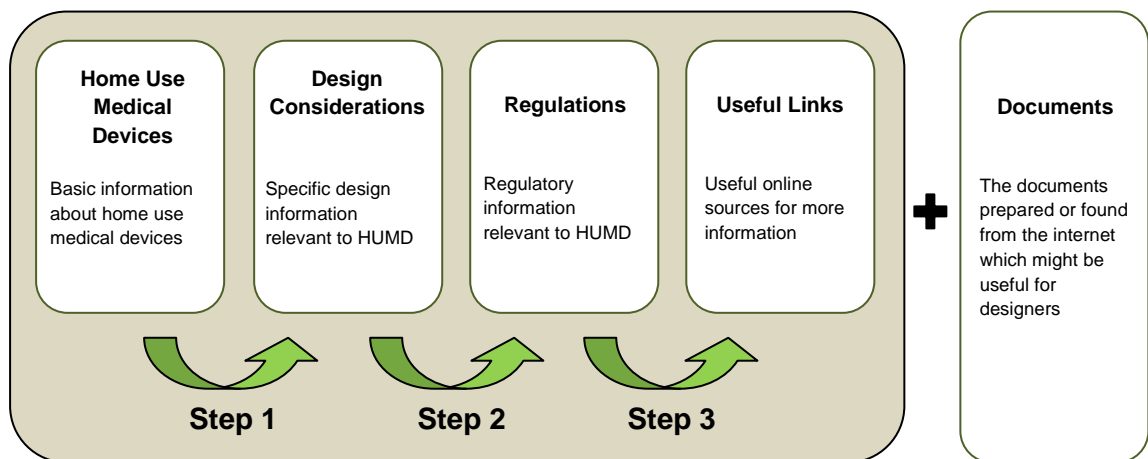 Home Use
Medical
Devices
Basic information
about home use
medical devices
Design
Considerations
Specific design
information
relevant to HUMD
Regulations
Regulatory
information
relevant to HUMD
Useful Links
Useful online
sources for more
information
Documents
The documents
prepared or found
from the internet
which might be
useful for
designers
Step 1
Step 2
Step 3